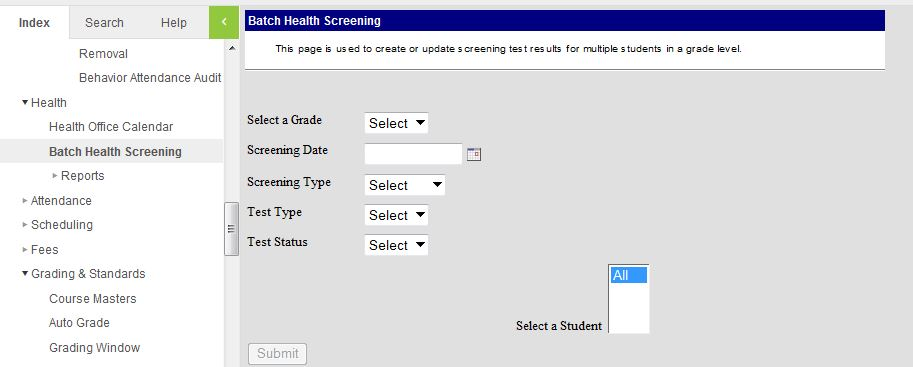 Index Search Help <
Removal
Behavior Attendance Audit
Health
Health Office Calendar
Batch Health Screening
Reports
Attendance
Scheduling
Fees
Grading & Standards
Course Masters
Auto Grade
Grading Window
Batch Health Screening
This page is used to create or update screening test results for multiple students in a grade level.
Select a Grade Select
Screening Date
Screening Type Select
Test Type Select
Test Status Select
All
Select a Student
Submit